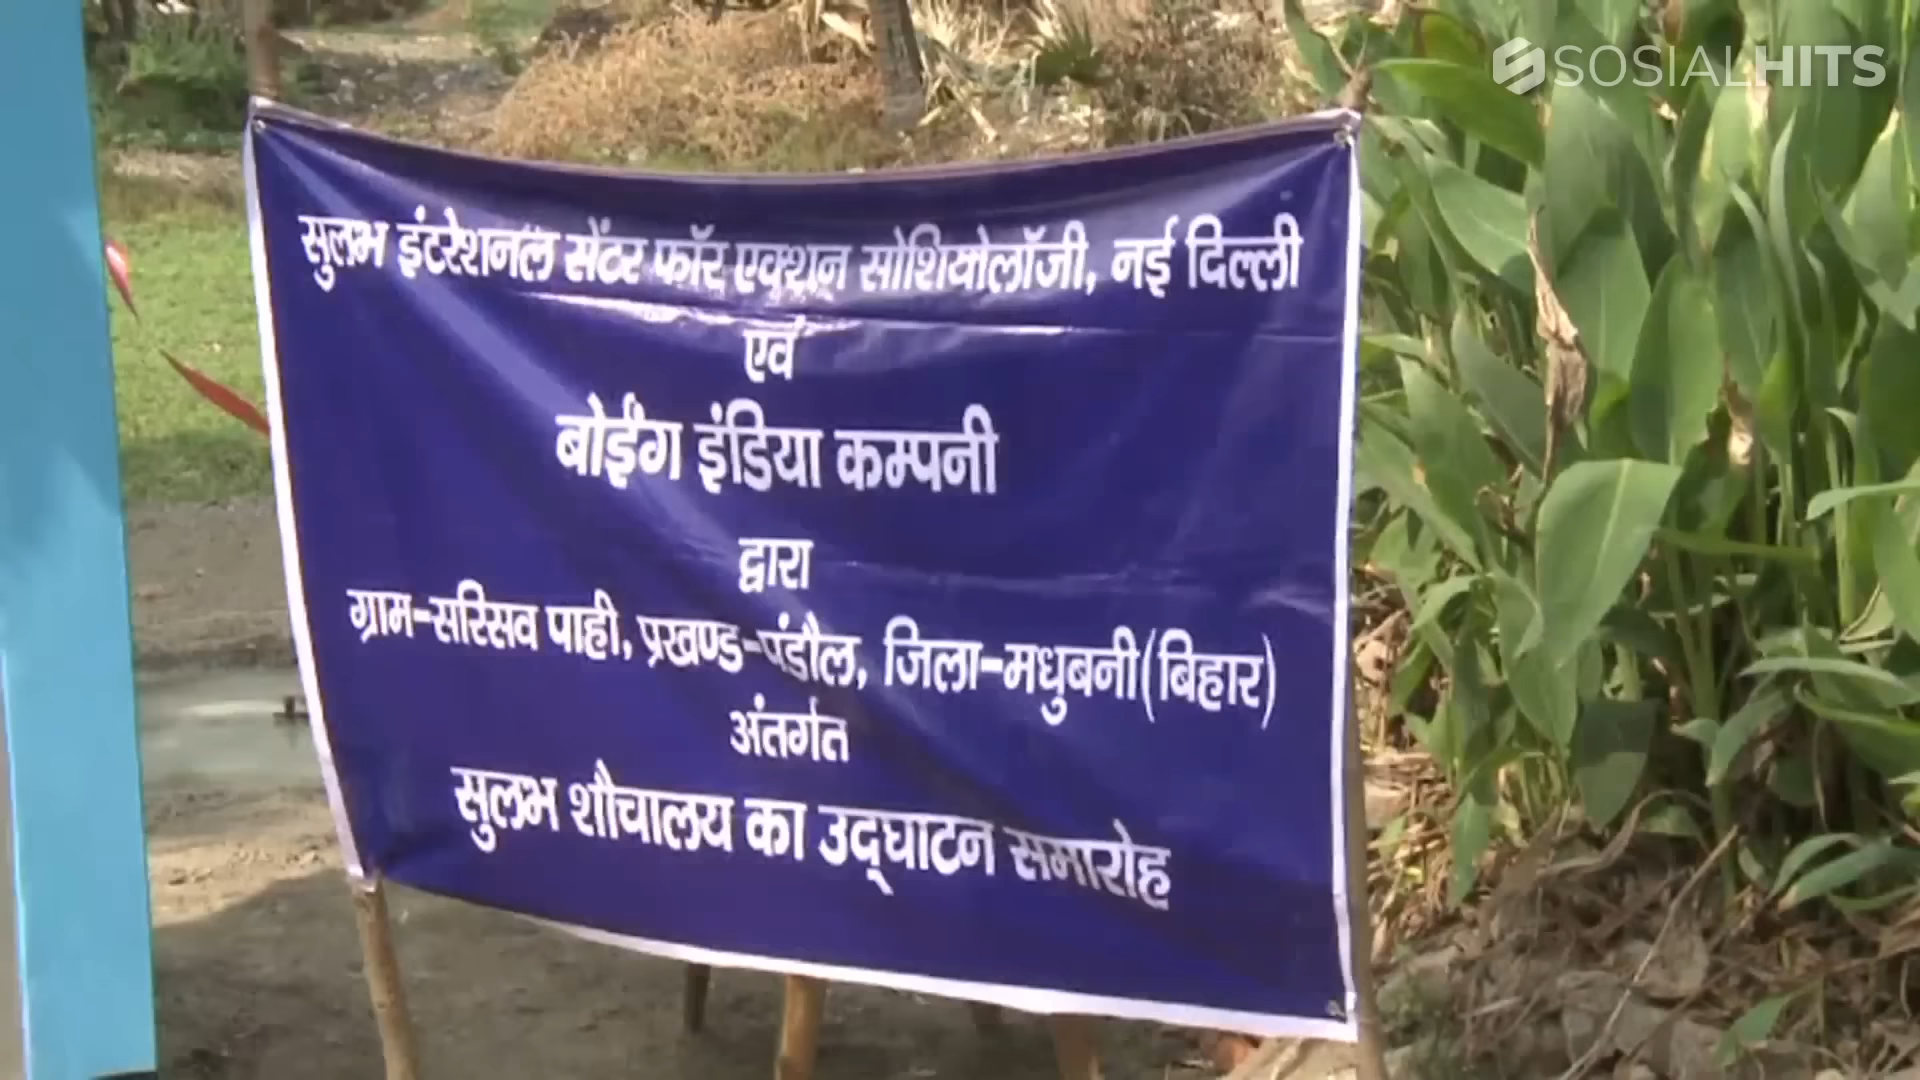 SOSIALHITS
सुलभ इंटरेशनल सेंटर फॉर एक्शन सोशियोलॉजी, नई दिल्ली
एवं
बोईंग इंडिया कम्पनी
द्वारा
ग्राम-सरिसव पाही, प्रखण्ड-पंडौल, जिला-मधुबनी(बिहार)
अंतर्गत
सुलभ शौचालय का उद्‌घाटन समारोह